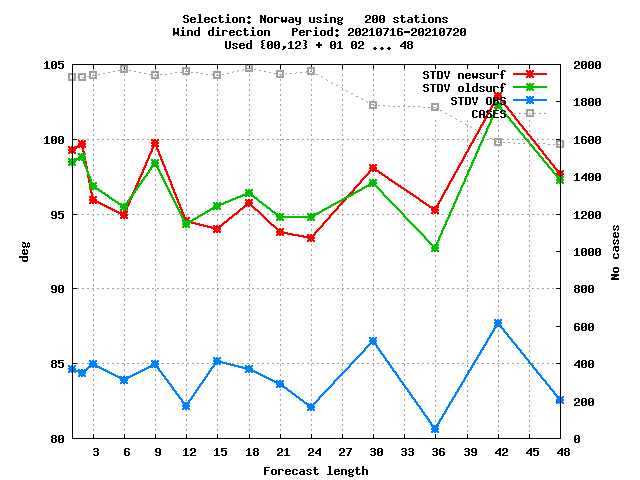 Selection: Norway using   200 stations
Wind direction   Period: 20210716-20210720
Used {00,12} + 01 02 ... 48
STDV newsurf
STDV oldsurf
STDV OBS
CASES
105
100
95
90
85
80
deg
2000
1800
1600
1400
1200
1000
800
600
400
200
0
No cases
3 6 9 12 15 18 21 24 27 30 33 36 39 42 45 48
Forecast length